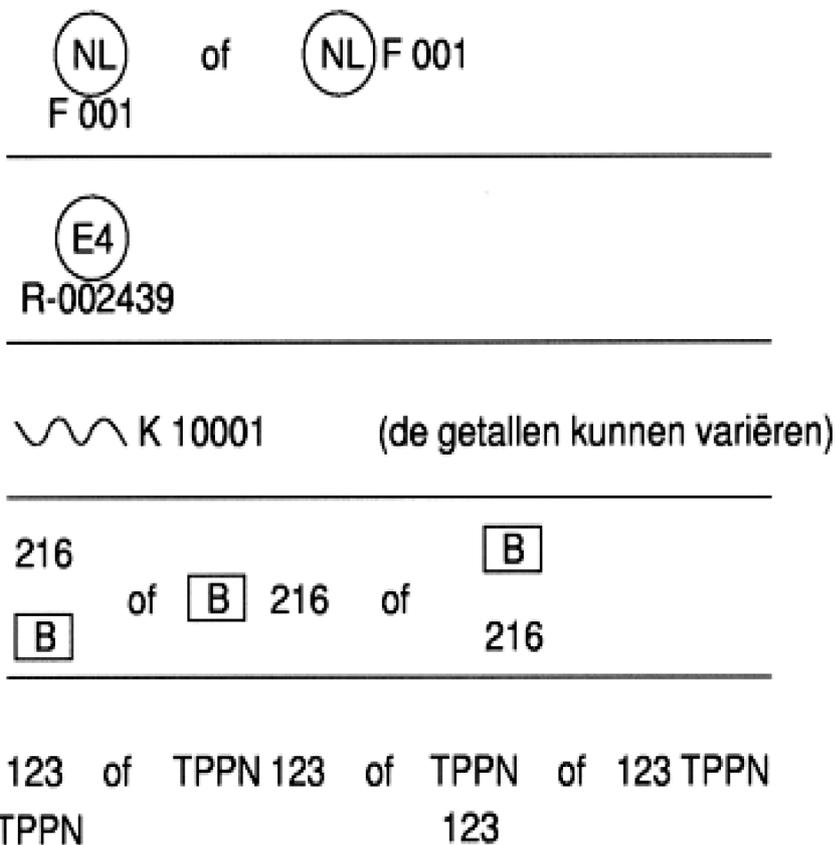 NL of NL F 001
F 001
E4
R-002439
K 10001 (de getallen kunnen variëren)
216 B
of B 216 of
B 216
123 of TPPN 123 of TPPN of 123 TPPN
TPPN 123